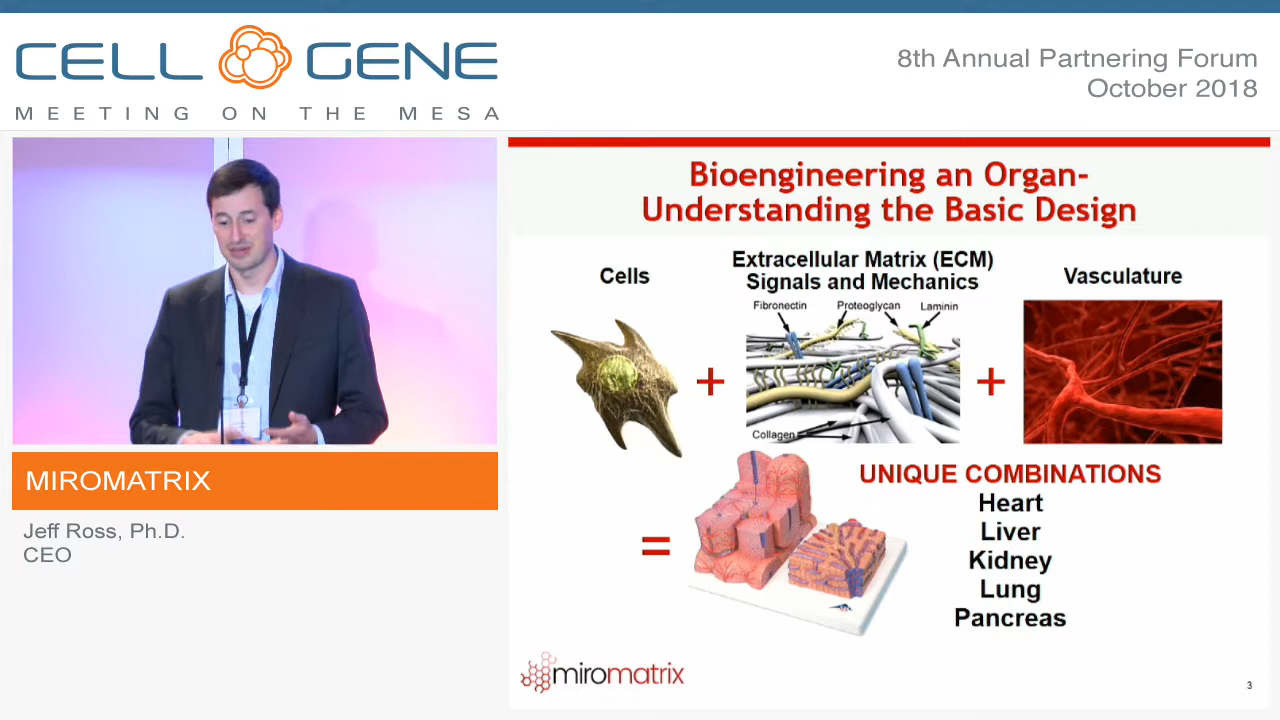 CELL GENE
MEETING ON THE MESA
8th Annual Partnering Forum
October 2018
MIROMATRIX
Jeff Ross, Ph.D.
CEO
Bioengineering an Organ-
Understanding the Basic Design
Cells
Extracellular Matrix (ECM)
Signals and Mechanics
Vasculature
Fibronectin
Proteoglycan
Laminin
+
+
Collagen
=
UNIQUE COMBINATIONS
Heart
Liver
Kidney
Lung
Pancreas
miromatrix
3